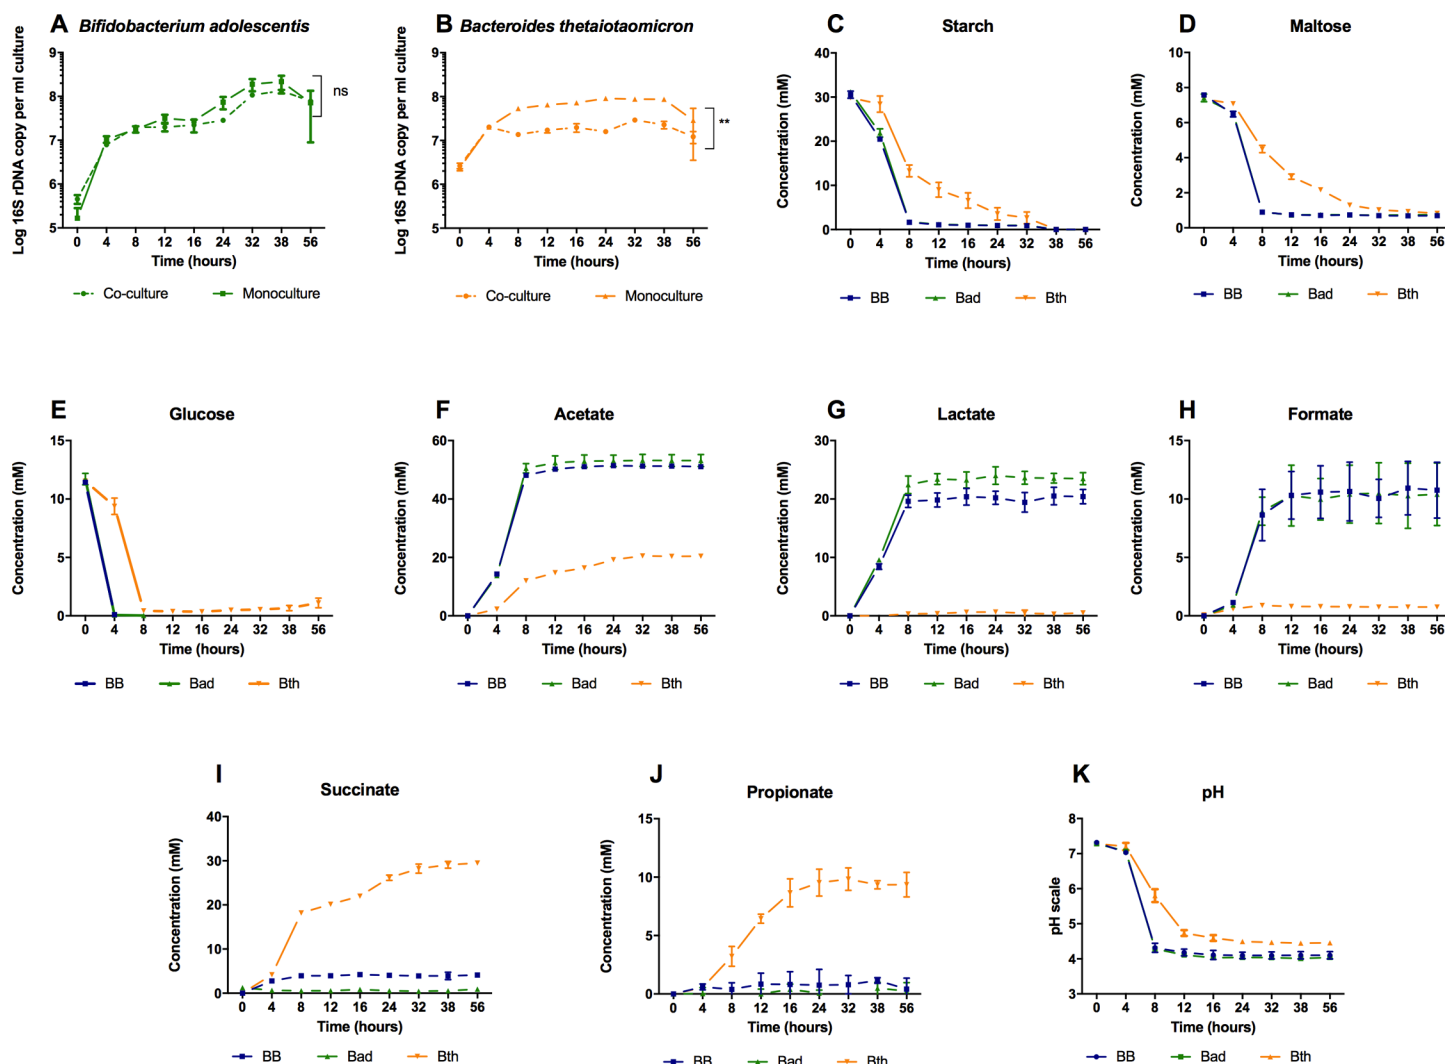 A Bifidobacterium adolescentis
Log 16S rDNA copy per ml culture
9
8
7
6
5
ns
0 4 8 12 16 24 32 38 56
Time (hours)
Co-culture Monoculture
B Bacteroides thetaiotaomicron
Log 16S rDNA copy per ml culture
9
8
7
6
5
**
0 4 8 12 16 24 32 38 56
Time (hours)
Co-culture Monoculture
C Starch
Concentration (mM)
40
30
20
10
0
0 4 8 12 16 24 32 38 56
Time (hours)
BB Bad Bth
D Maltose
Concentration (mM)
10
8
6
4
2
0
0 4 8 12 16 24 32 38 56
Time (hours)
BB Bad Bth
E Glucose
Concentration (mM)
15
10
5
0
0 4 8 12 16 24 32 38 56
Time (hours)
BB Bad Bth
F Acetate
Concentration (mM)
60
40
20
0
0 4 8 12 16 24 32 38 56
Time (hours)
BB Bad Bth
G Lactate
Concentration (mM)
30
20
10
0
0 4 8 12 16 24 32 38 56
Time (hours)
BB Bad Bth
H Formate
Concentration (mM)
15
10
5
0
0 4 8 12 16 24 32 38 56
Time (hours)
BB Bad Bth
I Succinate
Concentration (mM)
40
30
20
10
0
0 4 8 12 16 24 32 38 56
Time (hours)
BB Bad Bth
J Propionate
Concentration (mM)
15
10
5
0
0 4 8 12 16 24 32 38 56
Time (hours)
BB Bad Bth
K pH
pH scale
8
7
6
5
4
3
0 4 8 12 16 24 32 38 56
Time (hours)
BB Bad Bth